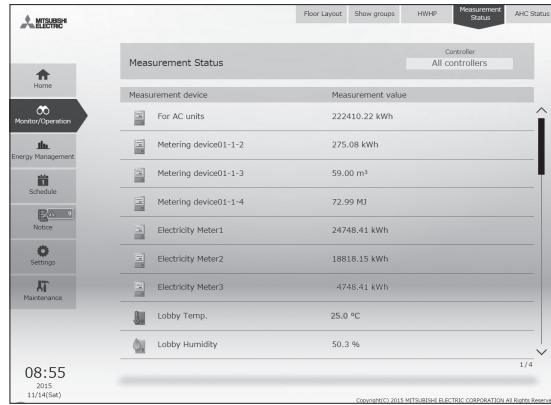 MITSUBISHI
ELECTRIC
Floor Layout
Show groups
HWHP
Measurement
Status
AHC Status
Measurement Status
Controller
All controllers
Home
Monitor/Operation
Energy Management
Schedule
Notice
9
Settings
Maintenance
Measurement device Measurement value
For AC units 222410.22 kWh
Metering device01-1-2 275.08 kWh
Metering device01-1-3 59.00 m³
Metering device01-1-4 72.99 MJ
Electricity Meter1 24748.41 kWh
Electricity Meter2 18818.15 kWh
Electricity Meter3 4748.41 kWh
Lobby Temp. 25.0 °C
Lobby Humidity 50.3 %
1/4
08:55
2015
11/14(Sat)
Copyright(C) 2015 MITSUBISHI ELECTRIC CORPORATION All Rights Reserve